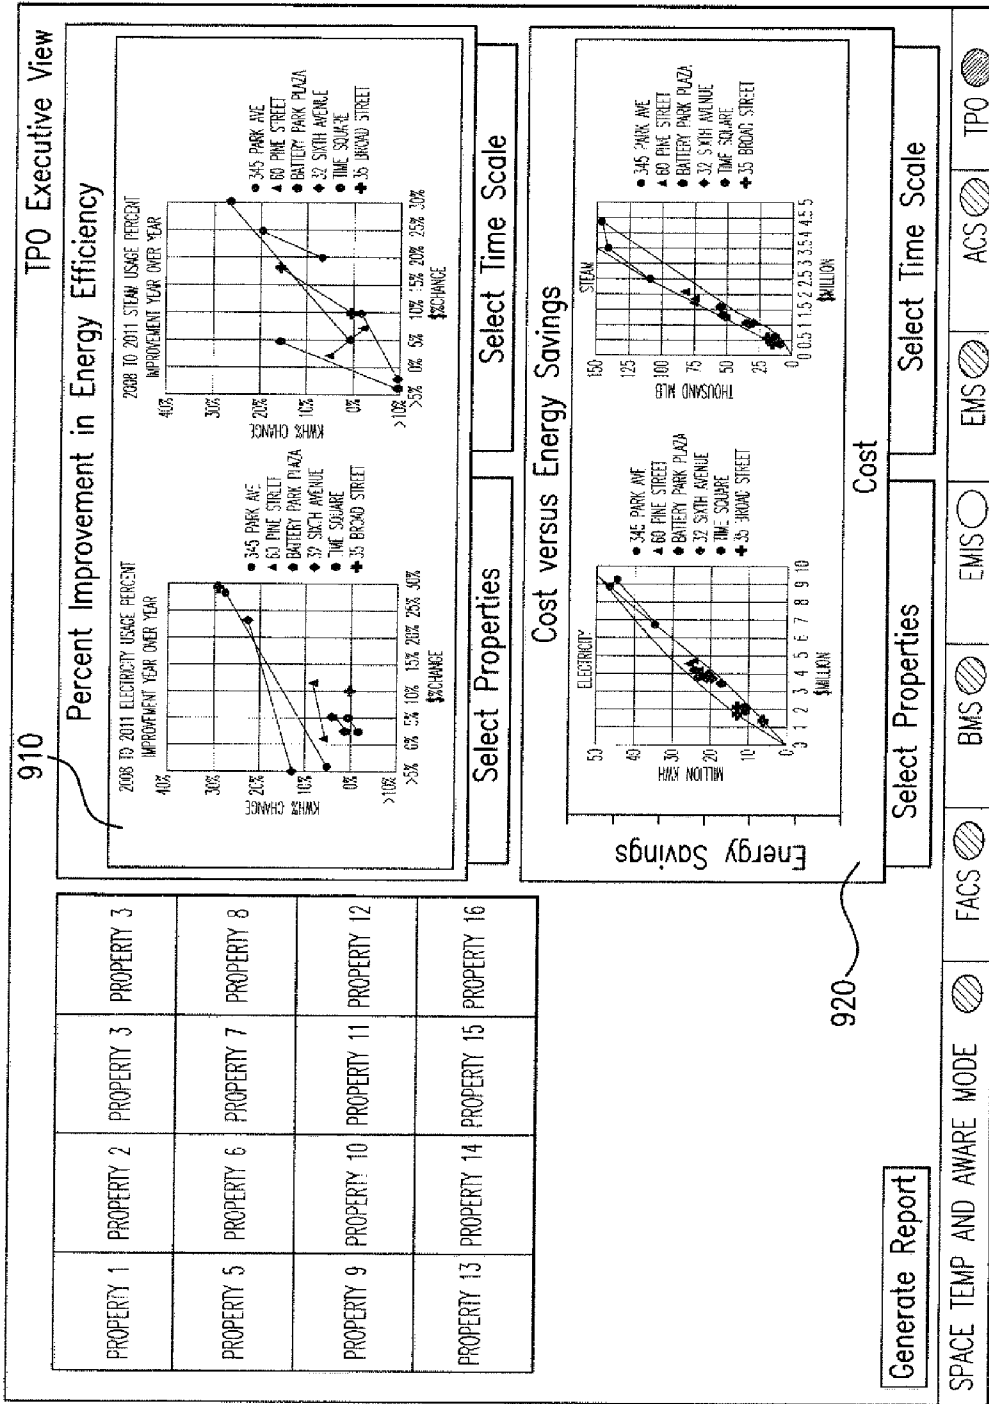 TPO Executive View
PROPERTY 1
PROPERTY 2
PROPERTY 3
PROPERTY 3
PROPERTY 5
PROPERTY 6
PROPERTY 7
PROPERTY 8
PROPERTY 9
PROPERTY 10
PROPERTY 11
PROPERTY 12
PROPERTY 13
PROPERTY 14
PROPERTY 15
PROPERTY 16
910
Percent Improvement in Energy Efficiency
2008 TO 2011 ELECTRICITY USAGE PERCENT
IMPROVEMENT YEAR OVER YEAR
40%
30%
20%
10%
0%
>10%
KWH% CHANGE
>5% 0% 5% 10% 15% 20% 25% 30%
$%CHANGE
345 PARK AVE
60 PINE STREET
BATTERY PARK PLAZA
32 SIXTH AVENUE
TIME SQUARE
35 BROAD STREET
2008 TO 2011 STEAM USAGE PERCENT
IMPROVEMENT YEAR OVER YEAR
40%
30%
20%
10%
0%
>10%
KWH% CHANGE
>5% 0% 5% 10% 15% 20% 25% 30%
$%CHANGE
345 PARK AVE
60 PINE STREET
BATTERY PARK PLAZA
32 SIXTH AVENUE
TIME SQUARE
35 BROAD STREET
Select Properties
Select Time Scale
920
Cost versus Energy Savings
Energy Savings
ELECTRICITY
50
40
30
20
10
0
MILLION KWH
0 1 2 3 4 5 6 7 8 9 10
$MILLION
345 PARK AVE
60 PINE STREET
BATTERY PARK PLAZA
32 SIXTH AVENUE
TIME SQUARE
35 BROAD STREET
STEAM
150
125
100
75
50
25
0
THOUSAND MLB
0 0.5 1 1.5 2 2.5 3 3.5 4 4.5 5
$MILLION
345 PARK AVE
60 PINE STREET
BATTERY PARK PLAZA
32 SIXTH AVENUE
TIME SQUARE
35 BROAD STREET
Cost
Select Properties
Select Time Scale
Generate Report
SPACE TEMP AND AWARE MODE
FACS
BMS
EMIS
EMS
ACS
TPO